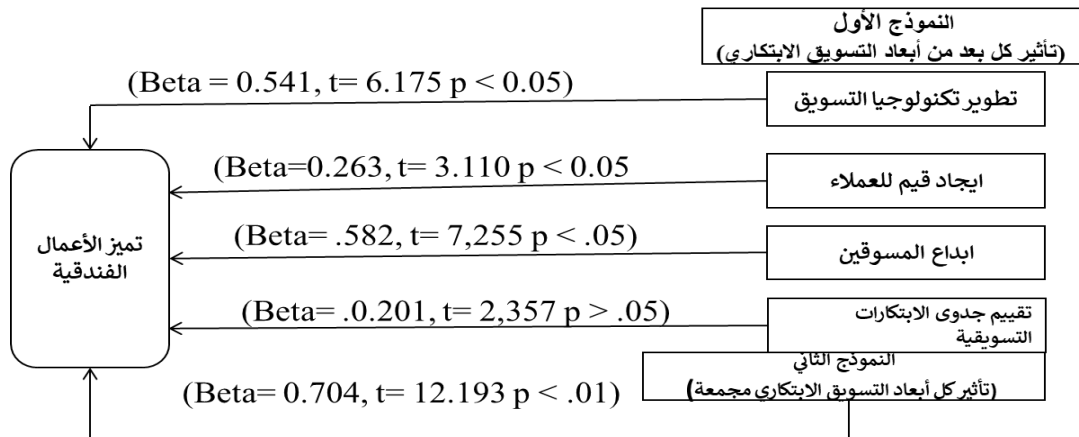 النموذج الأول
(تأثير كل بعد من أبعاد التسويق الابتكاري)
(Beta = 0.541, t= 6.175 p < 0.05)
تطوير تكنولوجيا التسويق
(Beta=0.263, t= 3.110 p < 0.05
ايجاد قيم للعملاء
(Beta= .582, t= 7,255 p < .05)
ابداع المسوقين
تميز الأعمال
الفندقية
(Beta= .0.201, t= 2,357 p > .05)
تقييم جدوى الابتكارات
التسويقية
النموذج الثاني
(تأثير كل أبعاد التسويق الابتكاري مجمعة)
(Beta= 0.704, t= 12.193 p < .01)